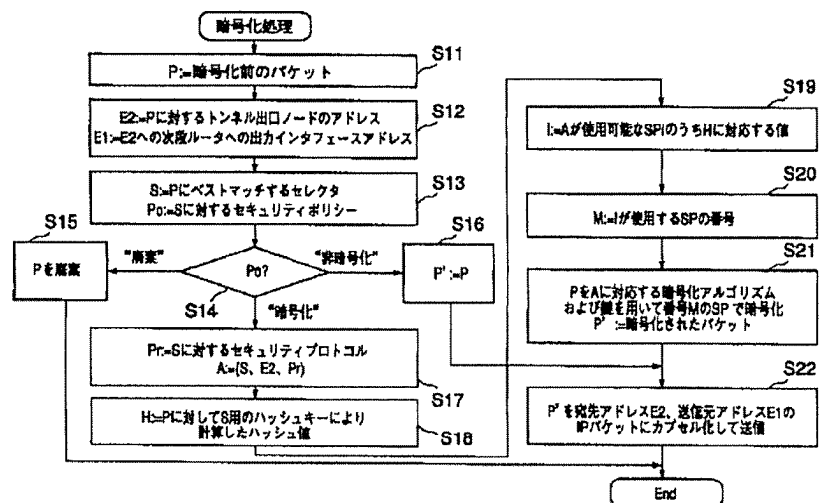 暗号化処理
S11
P:=暗号化前のパケット
S12
E2:=Pに対するトンネル出口ノードのアドレス
E1:=E2への次段ルータへの出力インタフェースアドレス
S13
S:=Pにベストマッチするセレクタ
Po:=Sに対するセキュリティポリシー
S15
Pを廃棄
"廃棄"
Po?
S14
"非暗号化"
"暗号化"
S16
P':=P
Pr:=Sに対するセキュリティプロトコル
A:={S、E2、Pr}
S17
H:=Pに対してS用のハッシュキーにより
計算したハッシュ値
S18
S19
I:=Aが使用可能なSPIのうちHに対応する値
S20
M:=Iが使用するSPの番号
S21
PをAに対応する暗号化アルゴリズム
および鍵を用いて番号MのSPで暗号化
P':=暗号化されたパケット
S22
P'を宛先アドレスE2、送信元アドレスE1の
IPパケットにカプセル化して送信
End